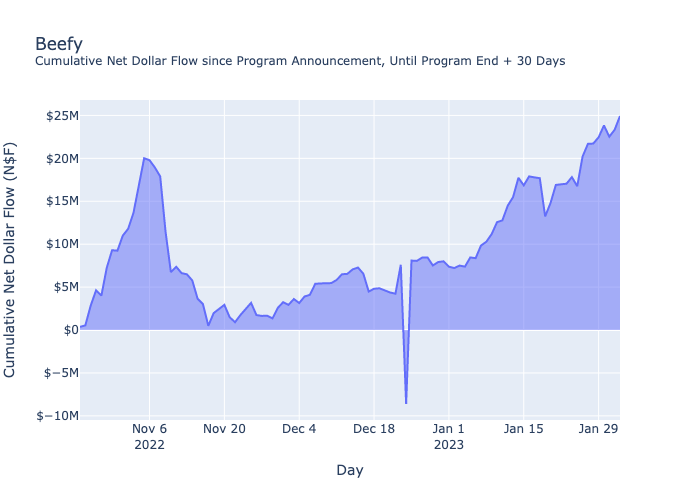 Beefy
Cumulative Net Dollar Flow since Program Announcement, Until Program End + 30 Days
Cumulative Net Dollar Flow (N$F)
$25M
$20M
$15M
$10M
$5M
$0
$−5M
$−10M
Nov 6
2022
Nov 20
Dec 4
Dec 18
Jan 1
2023
Jan 15
Jan 29
Day